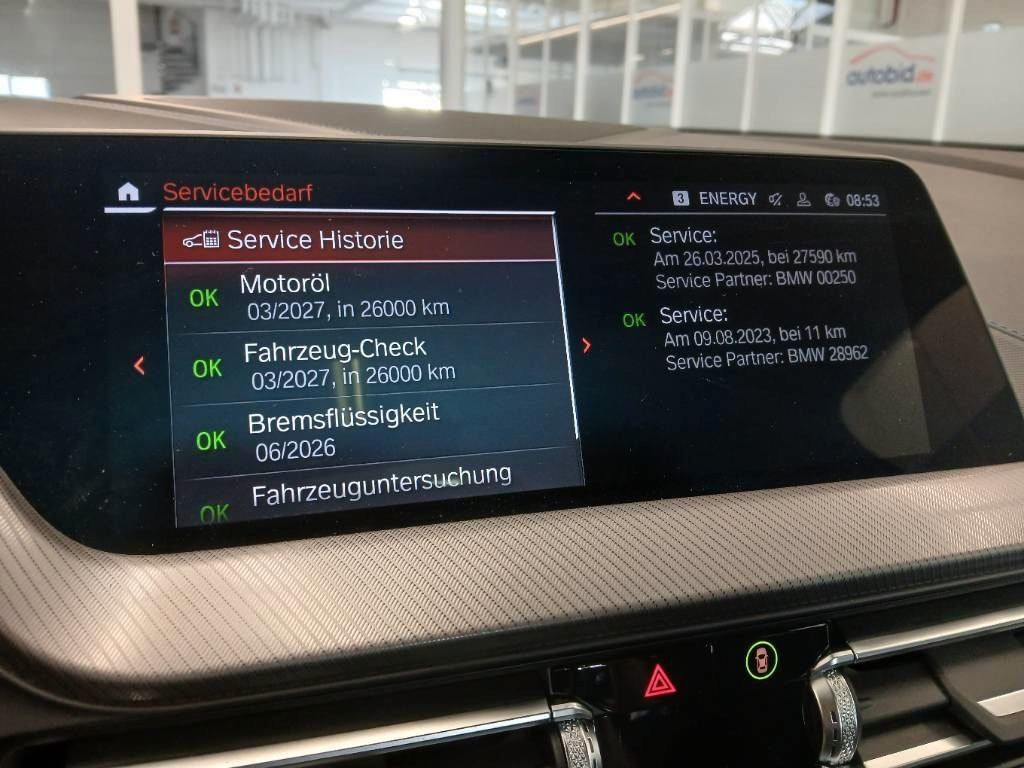 autobid.de
Servicebedarf
3 ENERGY 08:53
Service Historie
OK Motoröl
03/2027, in 26000 km
OK Fahrzeug-Check
03/2027, in 26000 km
OK Bremsflüssigkeit
06/2026
OK Fahrzeuguntersuchung
OK Service:
Am 26.03.2025, bei 27590 km
Service Partner: BMW 00250
OK Service:
Am 09.08.2023, bei 11 km
Service Partner: BMW 28962